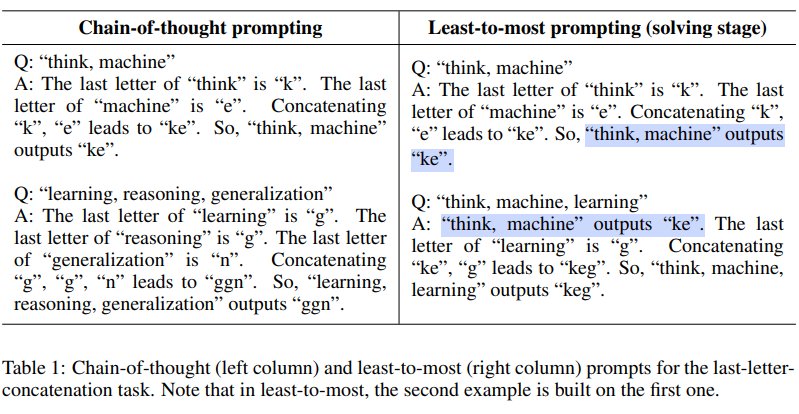 Chain-of-thought prompting
Q: “think, machine”
A: The last letter of “think” is “k”. The last
letter of “machine” is “e”. Concatenating
“k”, “e” leads to “ke”. So, “think, machine”
outputs “ke”.
Q: “learning, reasoning, generalization”
A: The last letter of “learning” is “g”. The
last letter of “reasoning” is “g”. The last letter
of “generalization” is “n”. Concatenating
“g”, “g”, “n” leads to “ggn”. So, “learning,
reasoning, generalization” outputs “ggn”.
Least-to-most prompting (solving stage)
Q: “think, machine”
A: The last letter of “think” is “k”. The last
letter of “machine” is “e”. Concatenating “k”,
“e” leads to “ke”. So, “think, machine” outputs
“ke”.
Q: “think, machine, learning”
A: “think, machine” outputs “ke”. The last
letter of “learning” is “g”. Concatenating
“ke”, “g” leads to “keg”. So, “think, machine,
learning” outputs “keg”.
Table 1: Chain-of-thought (left column) and least-to-most (right column) prompts for the last-letter-
concatenation task. Note that in least-to-most, the second example is built on the first one.